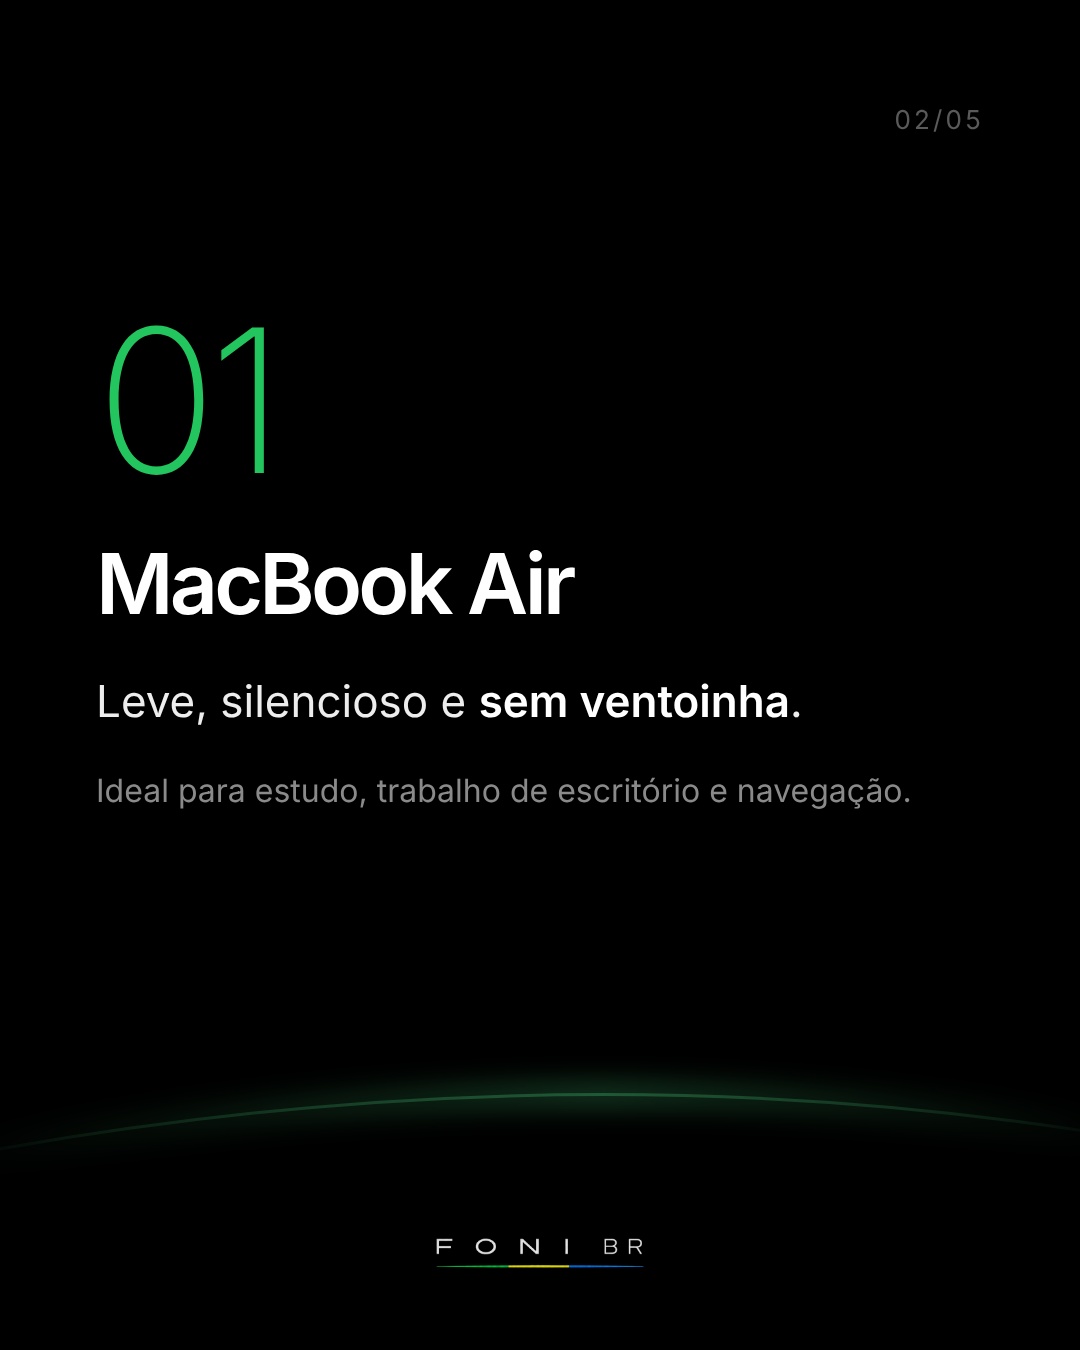 02/05
01
MacBook Air
Leve, silencioso e sem ventoinha.
Ideal para estudo, trabalho de escritório e navegação.
FONI BR